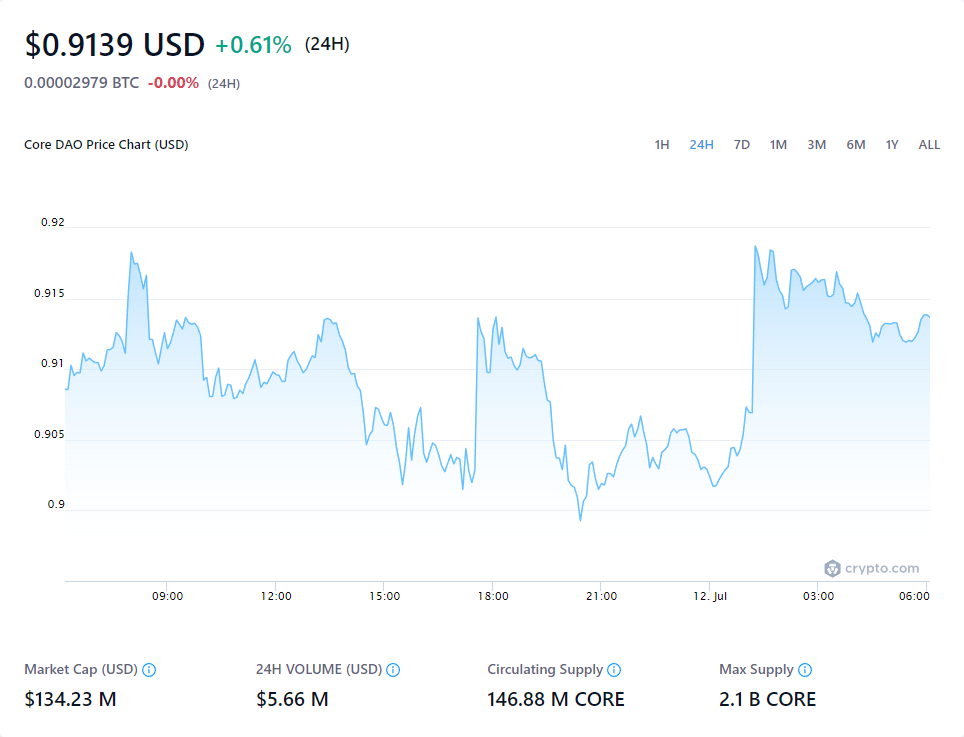 $0.9139 USD +0.61% (24H)
0.00002979 BTC -0.00% (24H)
Core DAO Price Chart (USD) 1H 24H 7D 1M 3M 6M 1Y ALL
0.92
0.915
0.91
0.905
0.9
crypto.com
09:00 12:00 15:00 18:00 21:00 12. Jul 03:00 06:00
Market Cap (USD) 24H VOLUME (USD) Circulating Supply Max Supply
$134.23 M $5.66 M 146.88 M CORE 2.1 B CORE